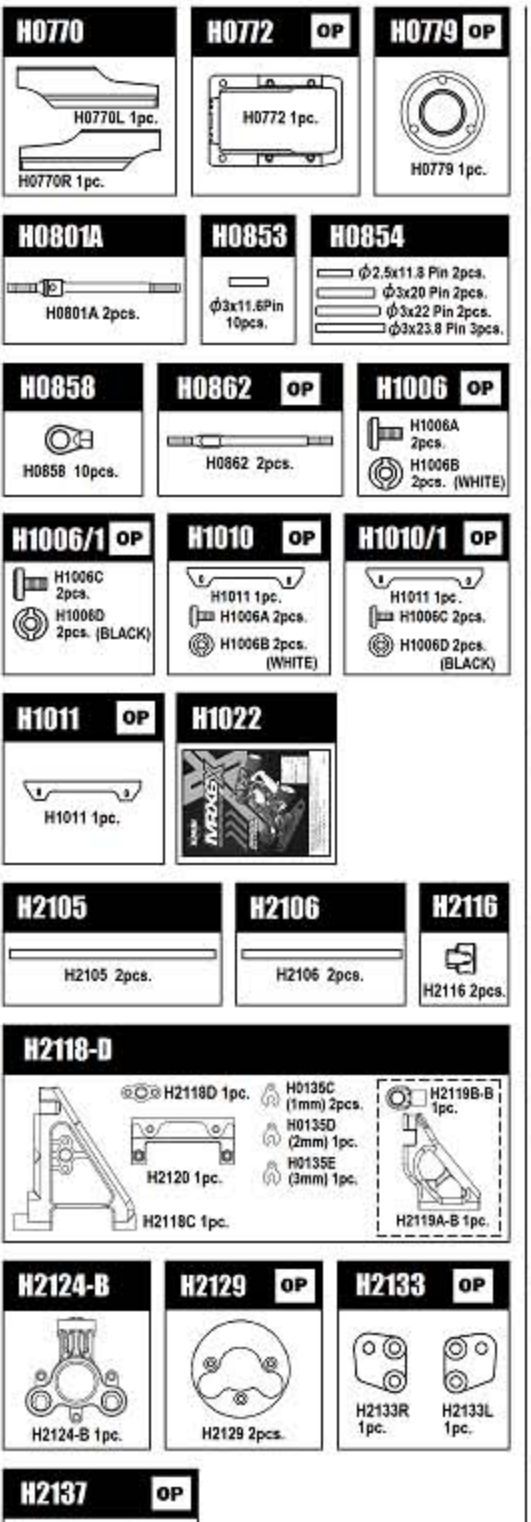 H0770
H0770L 1pc.
H0770R 1pc.
H0772 OP
H0772 1pc.
H0779 OP
H0779 1pc.
H0801A
H0801A 2pcs.
H0853
ϕ3x11.6Pin
10pcs.
H0854
ϕ2.5x11.8 Pin 2pcs.
ϕ3x20 Pin 2pcs.
ϕ3x22 Pin 2pcs.
ϕ3x23.8 Pin 3pcs.
H0858
H0858 10pcs.
H0862 OP
H0862 2pcs.
H1006 OP
H1006A
2pcs.
H1006B
2pcs. (WHITE)
H1006/1 OP
H1006C
2pcs.
H1006D
2pcs. (BLACK)
H1010 OP
H1011 1pc.
H1006A 2pcs.
H1006B 2pcs.
(WHITE)
H1010/1 OP
H1011 1pc.
H1006C 2pcs.
H1006D 2pcs.
(BLACK)
H1011 OP
H1011 1pc.
H1022
H2105
H2105 2pcs.
H2106
H2106 2pcs.
H2116
H2116 2pcs.
H2118-D
H2118D 1pc.
H2120 1pc.
H2118C 1pc.
H0135C
(1mm) 2pcs.
H0135D
(2mm) 1pc.
H0135E
(3mm) 1pc.
H2119B-B
1pc.
H2119A-B 1pc.
H2124-B
H2124-B 1pc.
H2129 OP
H2129 2pcs.
H2133 OP
H2133R
1pc.
H2133L
1pc.
H2137 OP